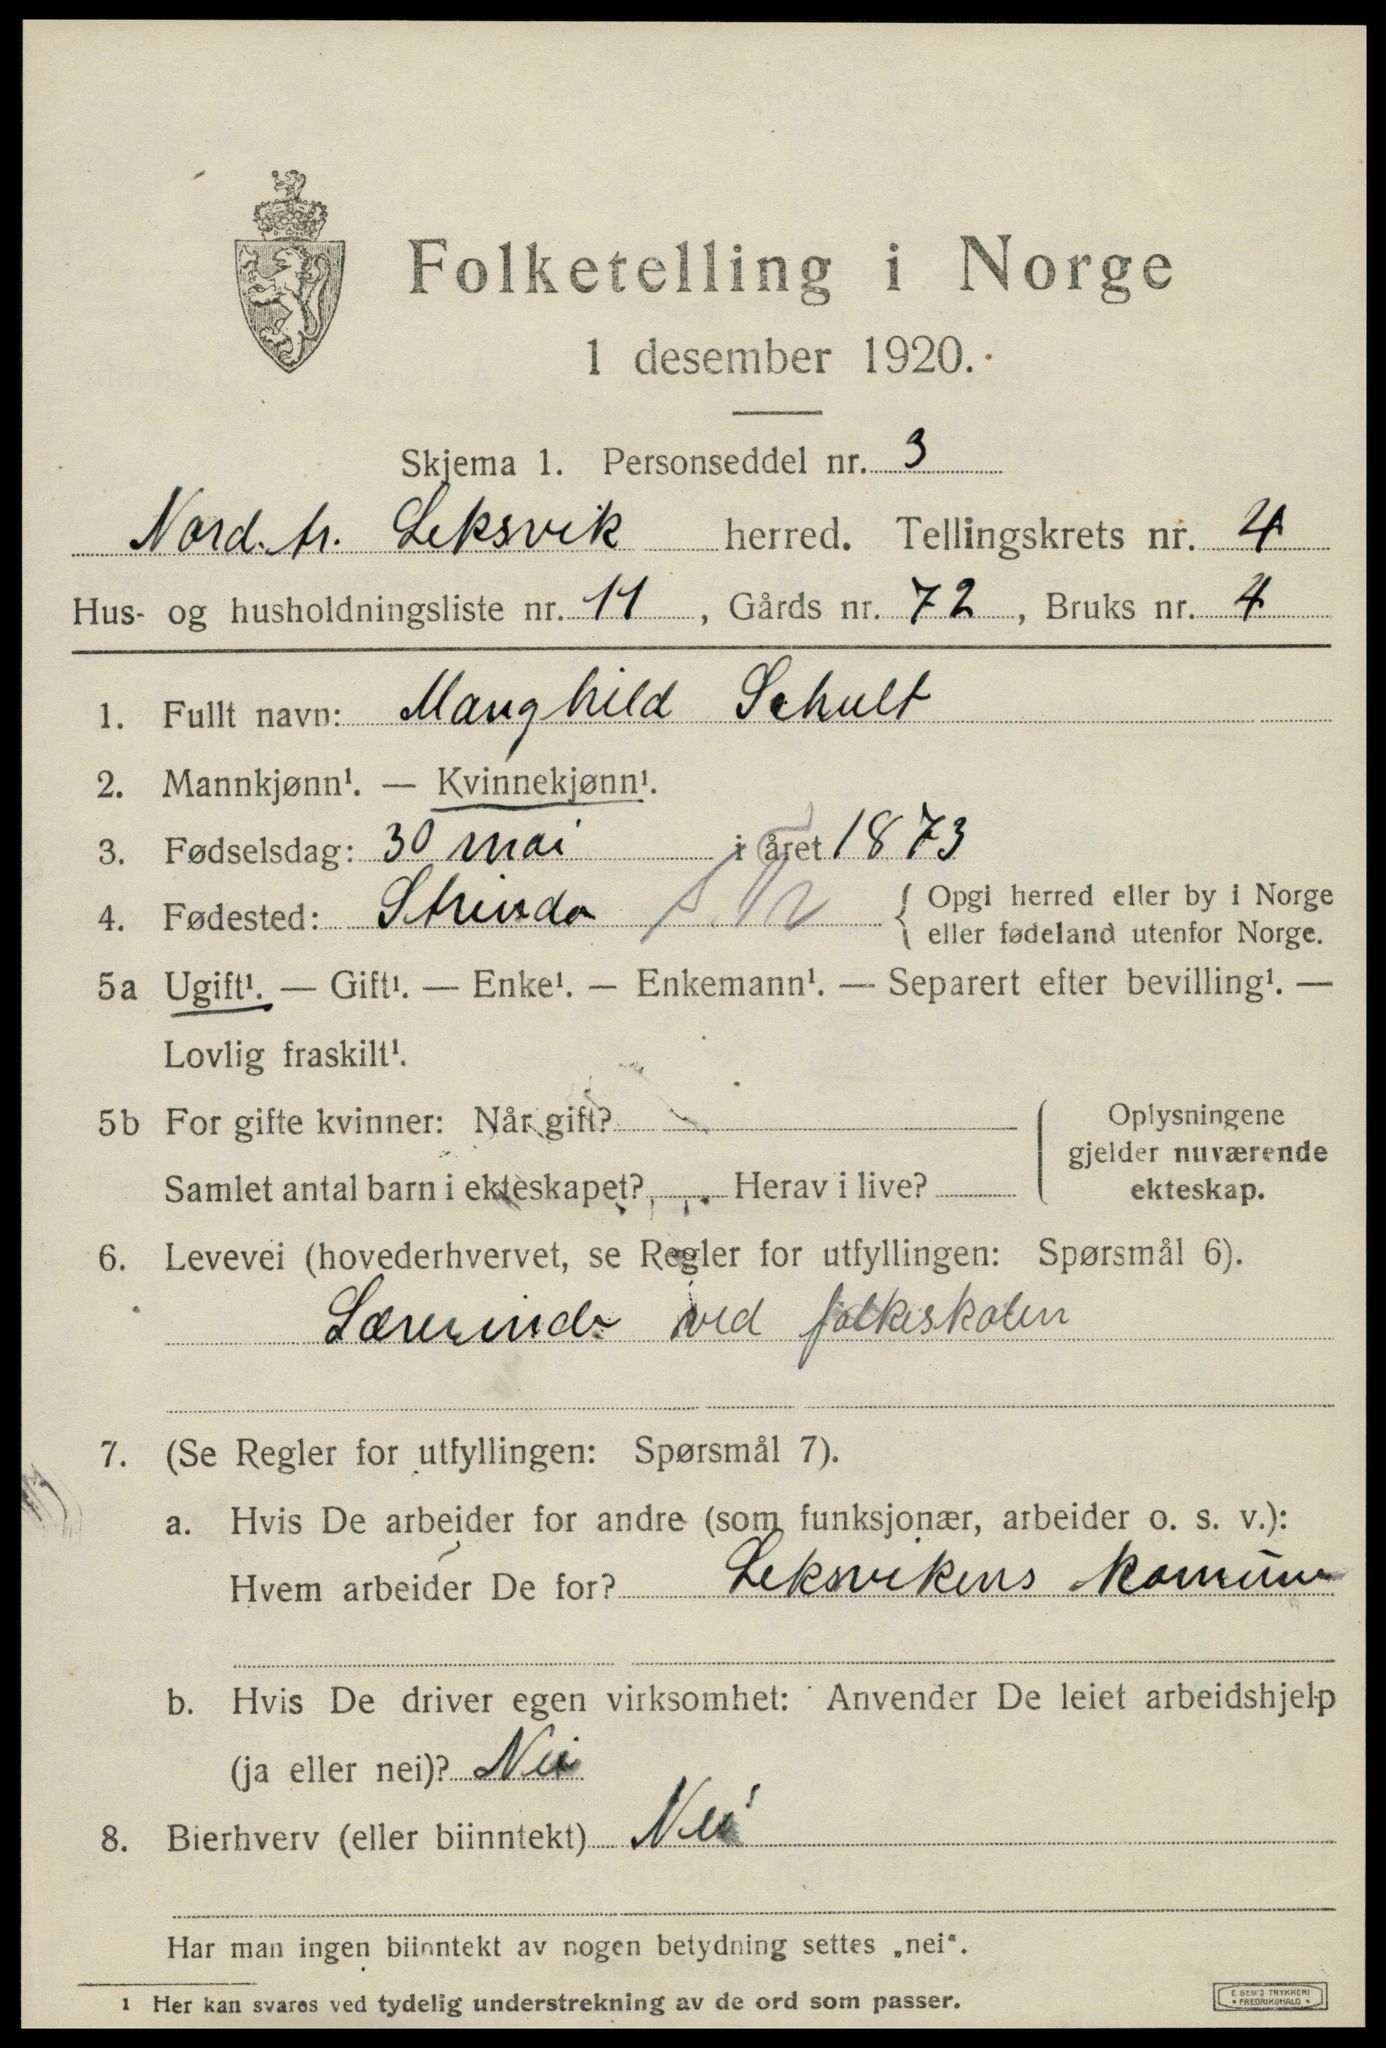 Folketelling i Norge
1 desember 1920.
Skjema 1. Personseddel nr. 3
Nord. tr. Leksvik herred. Tellingskrets nr. 4
Hus- og husholdningsliste nr. 11, Gårds nr. 72, Bruks nr. 4
1. Fullt navn: Manghild Schult
2. Mannkjønn¹. — Kvinnekjønn¹.
3. Fødselsdag: 30 mai i året 1873
4. Fødested: Strinda S. Tr { Opgi herred eller by i Norge
eller fødeland utenfor Norge.
5a Ugift¹. — Gift¹. — Enke¹. — Enkemann¹. — Separert efter bevilling¹. —
Lovlig fraskilt¹.
5b For gifte kvinner: Når gift?
Samlet antal barn i ekteskapet? Herav i live?
Oplysningene
gjelder nuværende
ekteskap.
6. Levevei (hovederhvervet, se Regler for utfyllingen: Spørsmål 6).
Lærerinde ved folkeskolen
7. (Se Regler for utfyllingen: Spørsmål 7).
a. Hvis De arbeider for andre (som funksjonær, arbeider o. s. v.):
Hvem arbeider De for? Leksvikens komune
b. Hvis De driver egen virksomhet: Anvender De leiet arbeidshjelp
(ja eller nei)? Nei
8. Bierhverv (eller biinntekt) Nei
Har man ingen biinntekt av nogen betydning settes „nei“.
1 Her kan svares ved tydelig understrekning av de ord som passer.
E. SEM'S TRYKKERI
• FREDRIKSHALD •